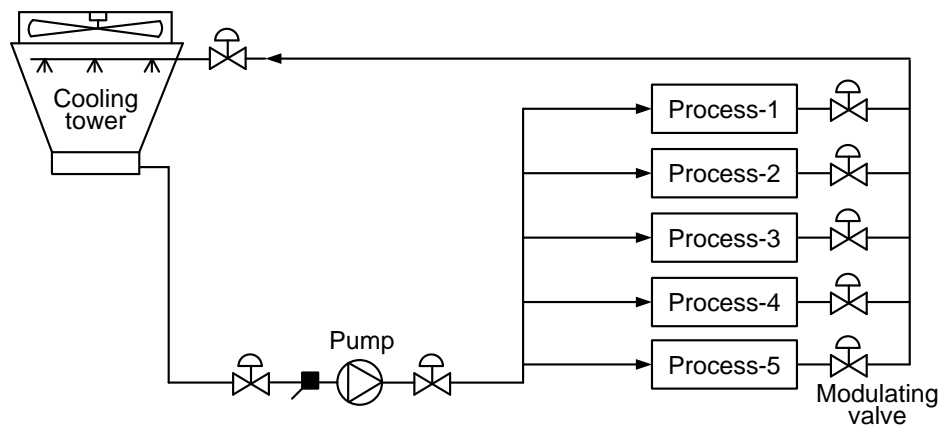 Cooling
tower
Process-1
Process-2
Process-3
Process-4
Process-5
Pump
Modulating
valve